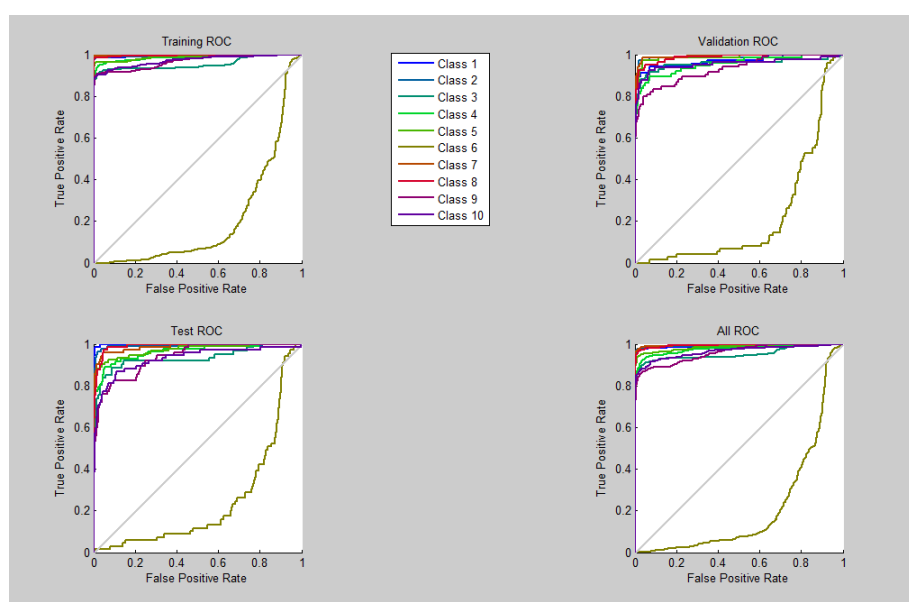 Training ROC
1
0.8
0.6
0.4
0.2
0
True Positive Rate
0 0.2 0.4 0.6 0.8 1
False Positive Rate
Class 1
Class 2
Class 3
Class 4
Class 5
Class 6
Class 7
Class 8
Class 9
Class 10
Validation ROC
1
0.8
0.6
0.4
0.2
0
True Positive Rate
0 0.2 0.4 0.6 0.8 1
False Positive Rate
Test ROC
1
0.8
0.6
0.4
0.2
0
True Positive Rate
0 0.2 0.4 0.6 0.8 1
False Positive Rate
All ROC
1
0.8
0.6
0.4
0.2
0
True Positive Rate
0 0.2 0.4 0.6 0.8 1
False Positive Rate